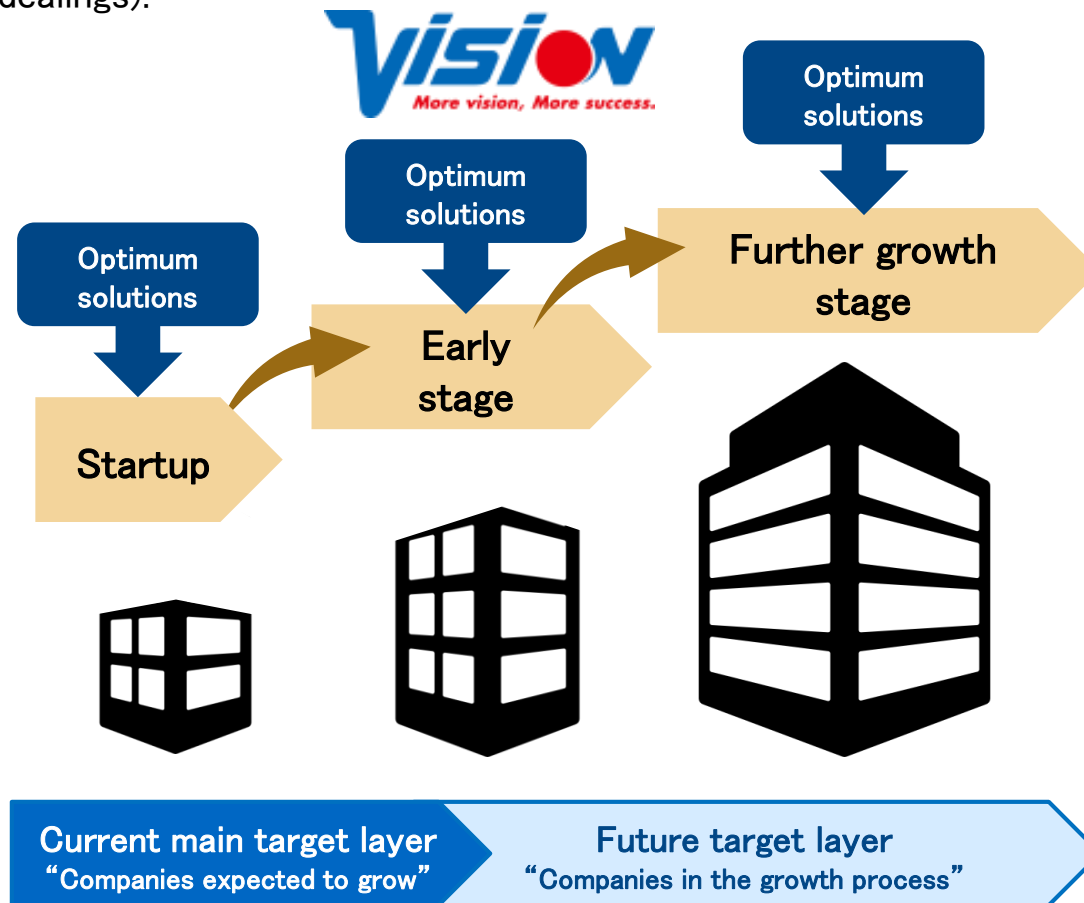 dealings).
Vision
More vision, More success.
Optimum
solutions
Optimum
solutions
Optimum
solutions
Further growth
stage
Early
stage
Startup
Current main target layer
“Companies expected to grow”
Future target layer
“Companies in the growth process”